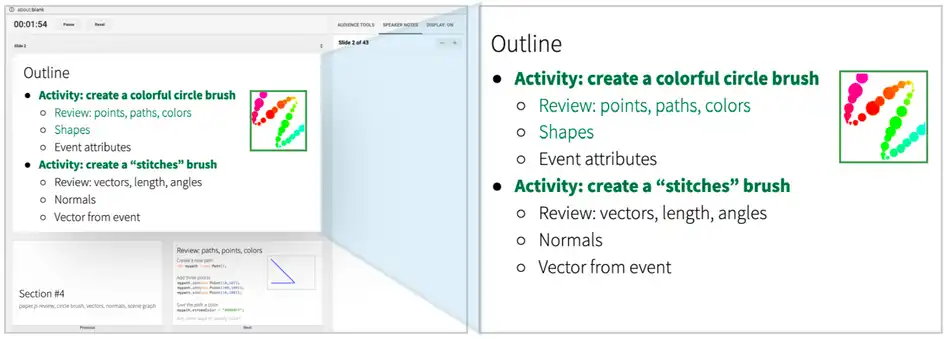 about:blank
00:01:54
Pause
Reset
AUDIENCE TOOLS
SPEAKER NOTES
DISPLAY: ON
Slide 2
Slide 2 of 43
Outline
● Activity: create a colorful circle brush
○ Review: points, paths, colors
○ Shapes
○ Event attributes
● Activity: create a “stitches” brush
○ Review: vectors, length, angles
○ Normals
○ Vector from event
Section #4
paper.js review, circle brush, vectors, normals, scene graph
Previous
Review: paths, points, colors
Create a new path
Add three points
Give the path a color
Next
Outline
● Activity: create a colorful circle brush
○ Review: points, paths, colors
○ Shapes
○ Event attributes
● Activity: create a “stitches” brush
○ Review: vectors, length, angles
○ Normals
○ Vector from event